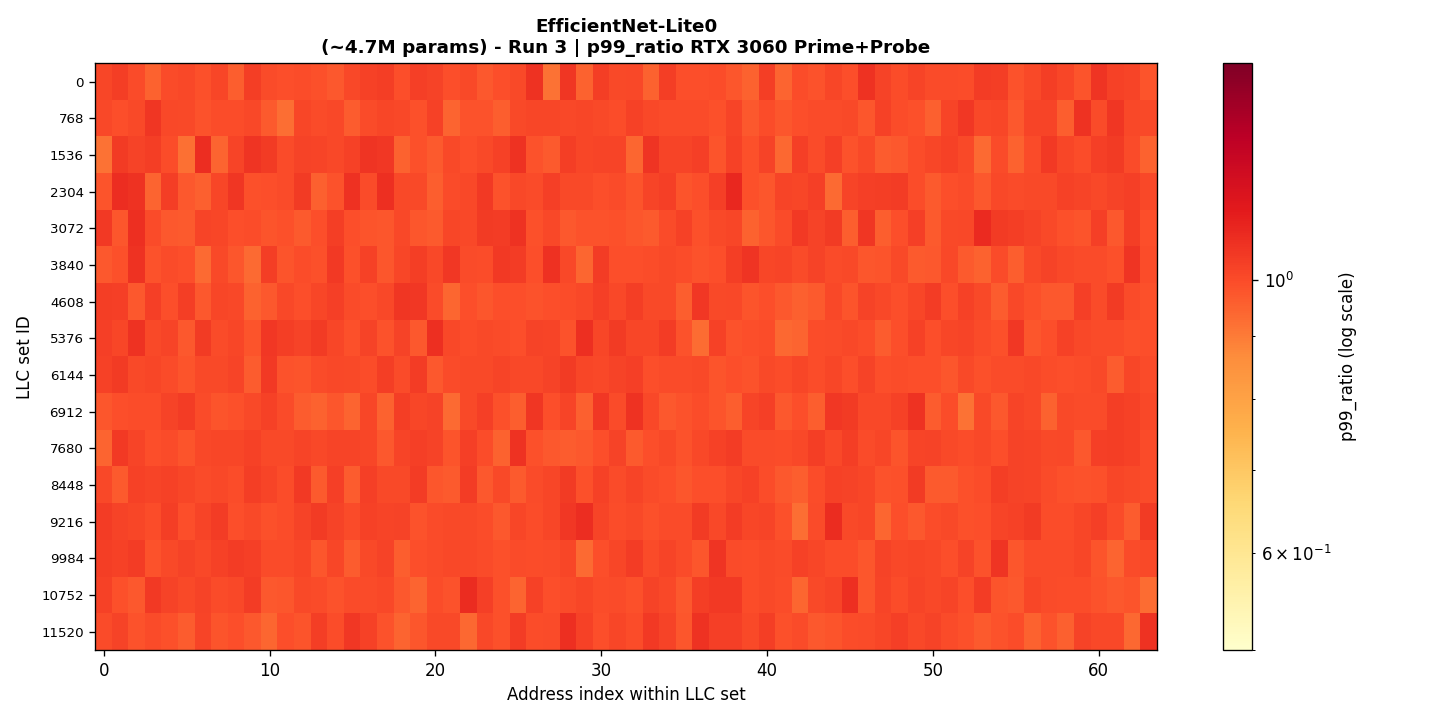 EfficientNet-Lite0
(~4.7M params) - Run 3 | p99_ratio RTX 3060 Prime+Probe
LLC set ID
0
768
1536
2304
3072
3840
4608
5376
6144
6912
7680
8448
9216
9984
10752
11520
0 10 20 30 40 50 60
Address index within LLC set
10⁰
6 × 10⁻¹
p99_ratio (log scale)